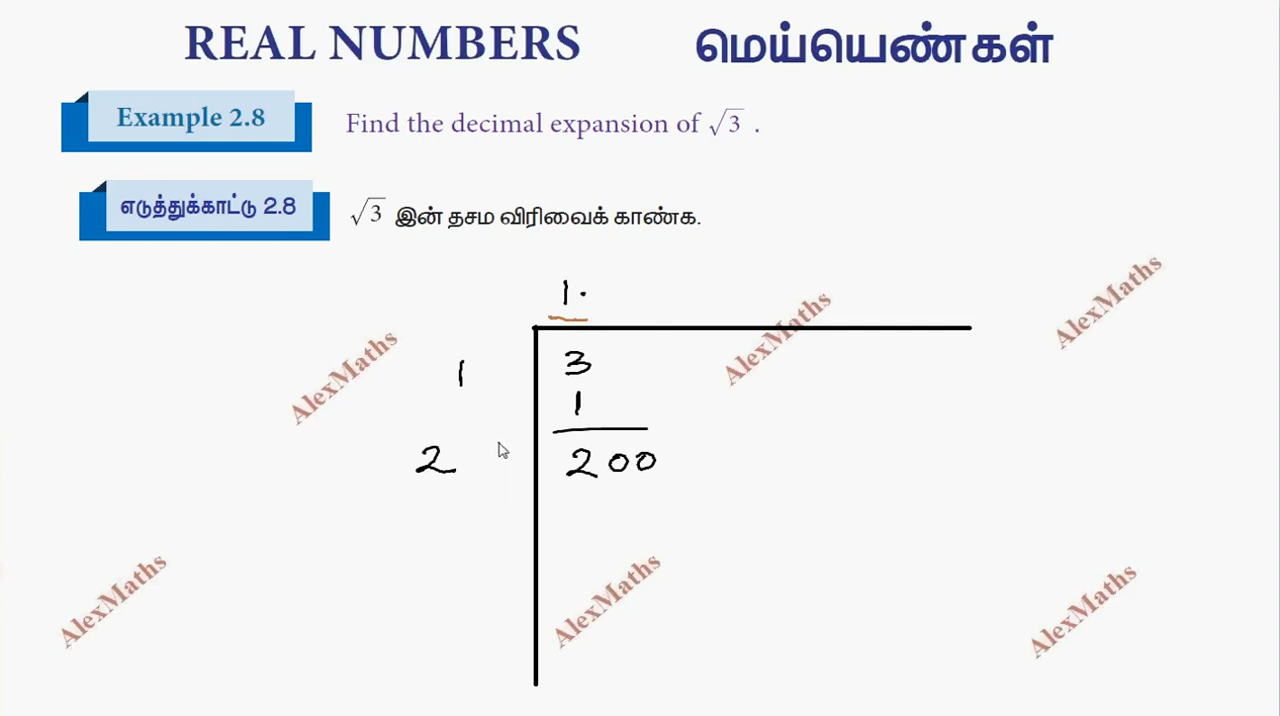 REAL NUMBERS மெய்யெண்கள்
Example 2.8 Find the decimal expansion of √3 .
எடுத்துக்காட்டு 2.8 √3 இன் தசம விரிவைக் காண்க.
1.
1 3
1
2 200
AlexMaths
AlexMaths
AlexMaths
AlexMaths
AlexMaths
AlexMaths